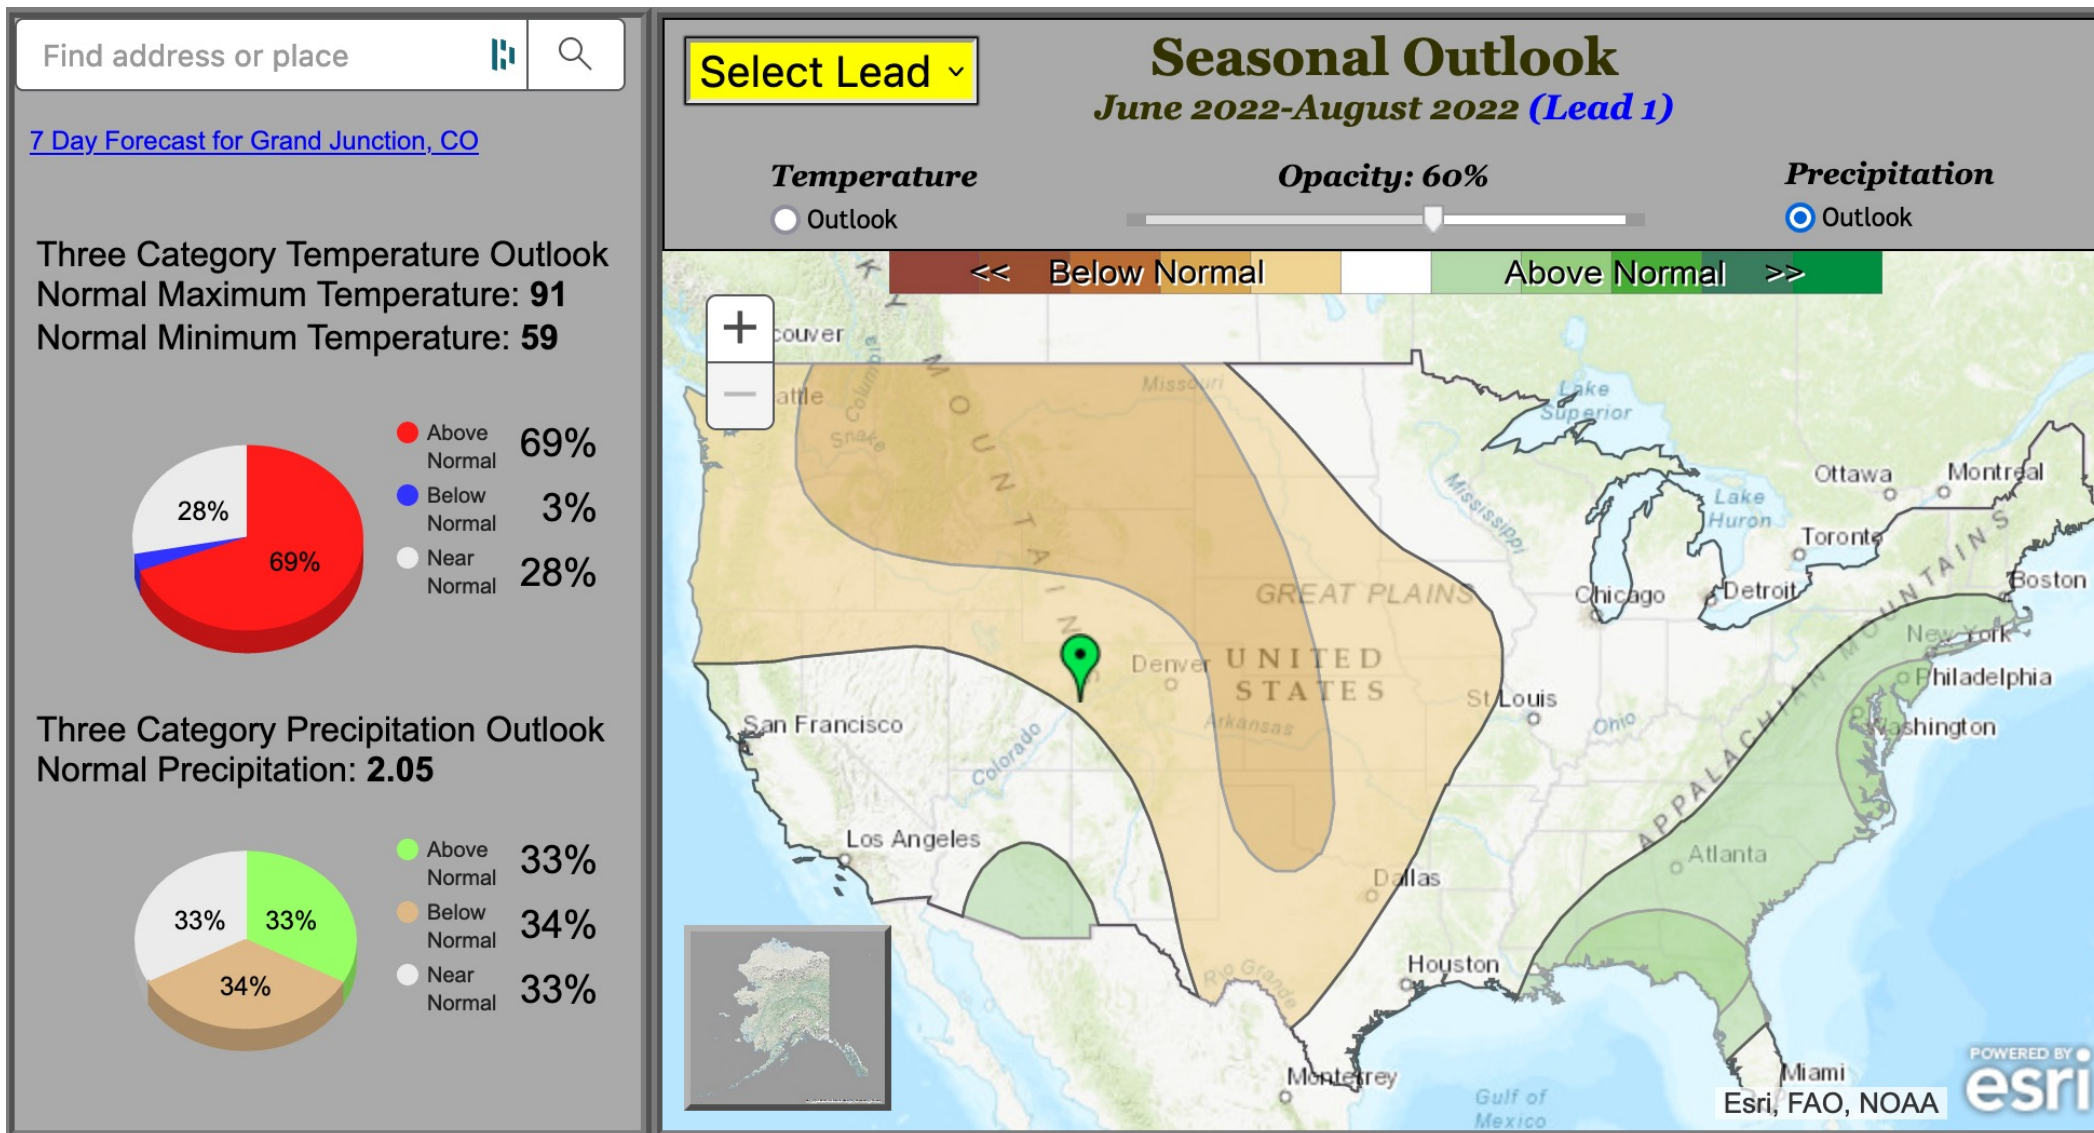 Find address or place
7 Day Forecast for Grand Junction, CO
Three Category Temperature Outlook
Normal Maximum Temperature: 91
Normal Minimum Temperature: 59
Above Normal 69%
Below Normal 3%
Near Normal 28%
28%
69%
Three Category Precipitation Outlook
Normal Precipitation: 2.05
Above Normal 33%
Below Normal 34%
Near Normal 33%
33%
33%
34%
Select Lead
Seasonal Outlook
June 2022-August 2022 (Lead 1)
Temperature
Outlook
Opacity: 60%
Precipitation
Outlook
<< Below Normal
Above Normal >>
+
−
couver
attle
Columbia
Snake
Missouri
MOUNTAINS
Lake
Superior
Mississippi
Ottawa
Montreal
Lake
Huron
Toronto
Boston
Chicago
Detroit
GREAT PLAINS
New York
Philadelphia
Washington
Denver
UNITED
STATES
St Louis
Ohio
Arkansas
APPALACHIAN MOUNTAINS
San Francisco
Colorado
Los Angeles
Atlanta
Dallas
Houston
Rio Grande
Monterrey
Miami
Gulf of
Mexico
Esri, FAO, NOAA
POWERED BY
esri